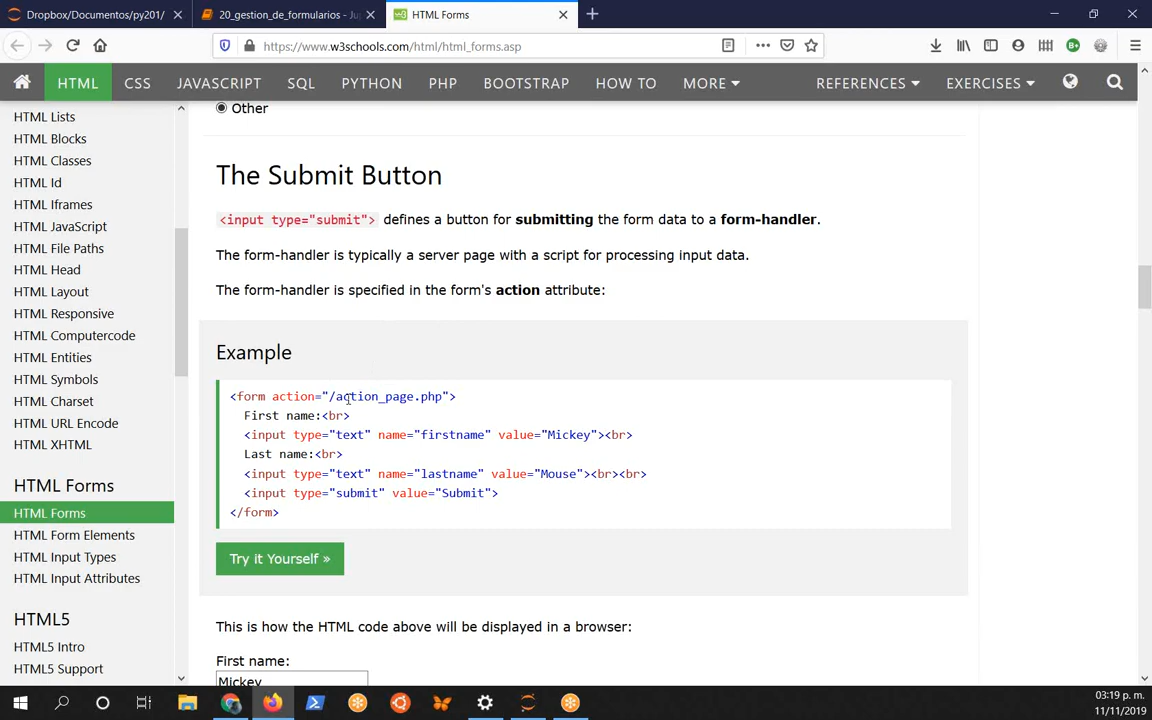 Dropbox/Documentos/py201/
20_gestion_de_formularios - Ju
HTML Forms
https://www.w3schools.com/html/html_forms.asp
HTML CSS JAVASCRIPT SQL PYTHON PHP BOOTSTRAP HOW TO MORE REFERENCES EXERCISES
HTML Lists
HTML Blocks
HTML Classes
HTML Id
HTML Iframes
HTML JavaScript
HTML File Paths
HTML Head
HTML Layout
HTML Responsive
HTML Computercode
HTML Entities
HTML Symbols
HTML Charset
HTML URL Encode
HTML XHTML
HTML Forms
HTML Forms
HTML Form Elements
HTML Input Types
HTML Input Attributes
HTML5
HTML5 Intro
HTML5 Support
Other
The Submit Button
<input type="submit"> defines a button for submitting the form data to a form-handler.
The form-handler is typically a server page with a script for processing input data.
The form-handler is specified in the form's action attribute:
Example
<form action="/action_page.php">
First name:<br>
<input type="text" name="firstname" value="Mickey"><br>
Last name:<br>
<input type="text" name="lastname" value="Mouse"><br><br>
<input type="submit" value="Submit">
</form>
Try it Yourself »
This is how the HTML code above will be displayed in a browser:
First name:
Mickey
03:19 p. m.
11/11/2019